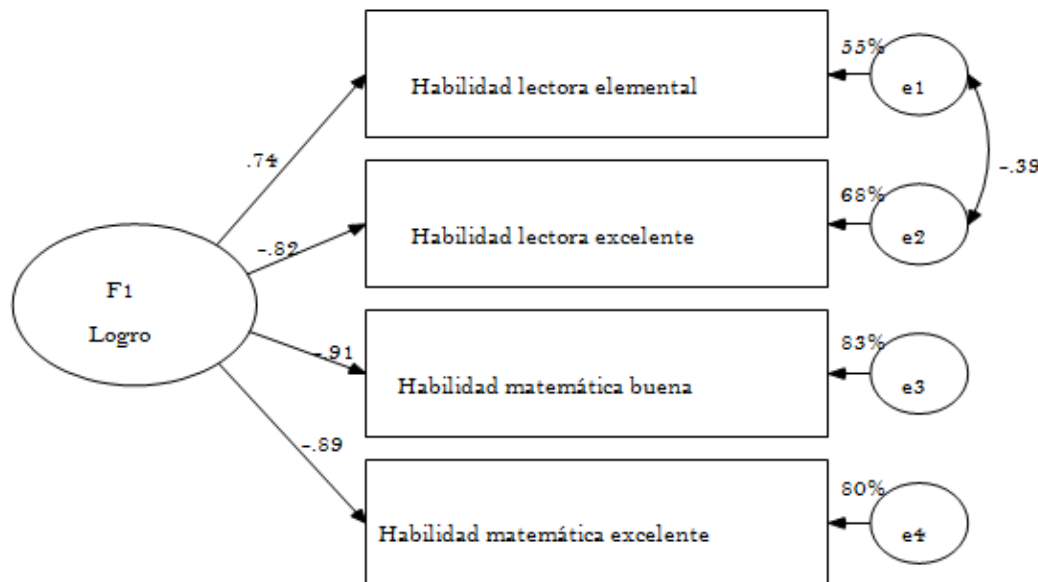 55%
Habilidad lectora elemental
e1
.74
-.39
68%
Habilidad lectora excelente
e2
-.82
F1
Logro
83%
-.91
Habilidad matemática buena
e3
-.89
80%
Habilidad matemática excelente
e4